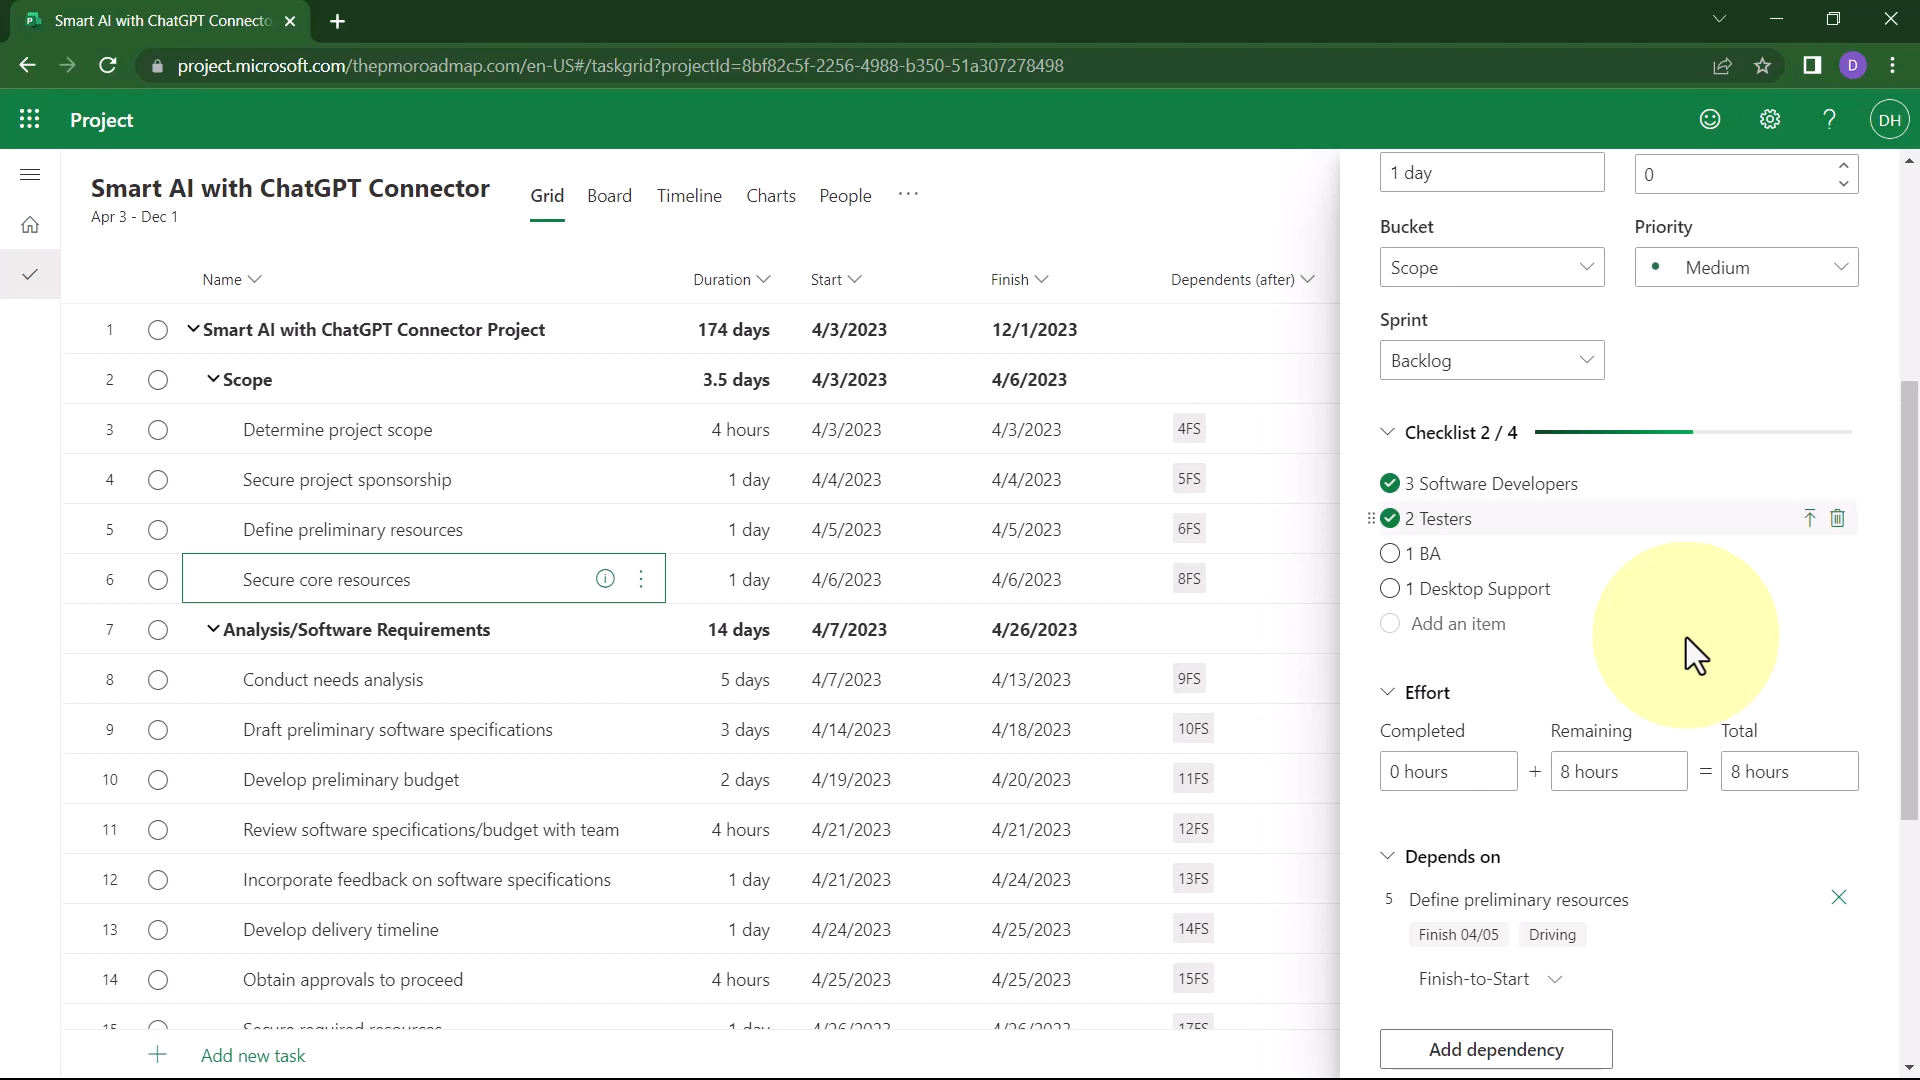 Smart AI with ChatGPT Connecto
project.microsoft.com/thepmoroadmap.com/en-US#/taskgrid?projectId=8bf82c5f-2256-4988-b350-51a307278498
D
Project
DH
Smart AI with ChatGPT Connector
Apr 3 - Dec 1
Grid Board Timeline Charts People ...
Name Duration Start Finish Dependents (after)
1 Smart AI with ChatGPT Connector Project 174 days 4/3/2023 12/1/2023
2 Scope 3.5 days 4/3/2023 4/6/2023
3 Determine project scope 4 hours 4/3/2023 4/3/2023 4FS
4 Secure project sponsorship 1 day 4/4/2023 4/4/2023 5FS
5 Define preliminary resources 1 day 4/5/2023 4/5/2023 6FS
6 Secure core resources 1 day 4/6/2023 4/6/2023 8FS
7 Analysis/Software Requirements 14 days 4/7/2023 4/26/2023
8 Conduct needs analysis 5 days 4/7/2023 4/13/2023 9FS
9 Draft preliminary software specifications 3 days 4/14/2023 4/18/2023 10FS
10 Develop preliminary budget 2 days 4/19/2023 4/20/2023 11FS
11 Review software specifications/budget with team 4 hours 4/21/2023 4/21/2023 12FS
12 Incorporate feedback on software specifications 1 day 4/21/2023 4/24/2023 13FS
13 Develop delivery timeline 1 day 4/24/2023 4/25/2023 14FS
14 Obtain approvals to proceed 4 hours 4/25/2023 4/25/2023 15FS
15 Secure required resources 1 day 4/26/2023 4/26/2023 17FS
Add new task
1 day 0
Bucket Priority
Scope Medium
Sprint
Backlog
Checklist 2 / 4
3 Software Developers
2 Testers
1 BA
1 Desktop Support
Add an item
Effort
Completed Remaining Total
0 hours + 8 hours = 8 hours
Depends on
5 Define preliminary resources
Finish 04/05 Driving
Finish-to-Start
Add dependency